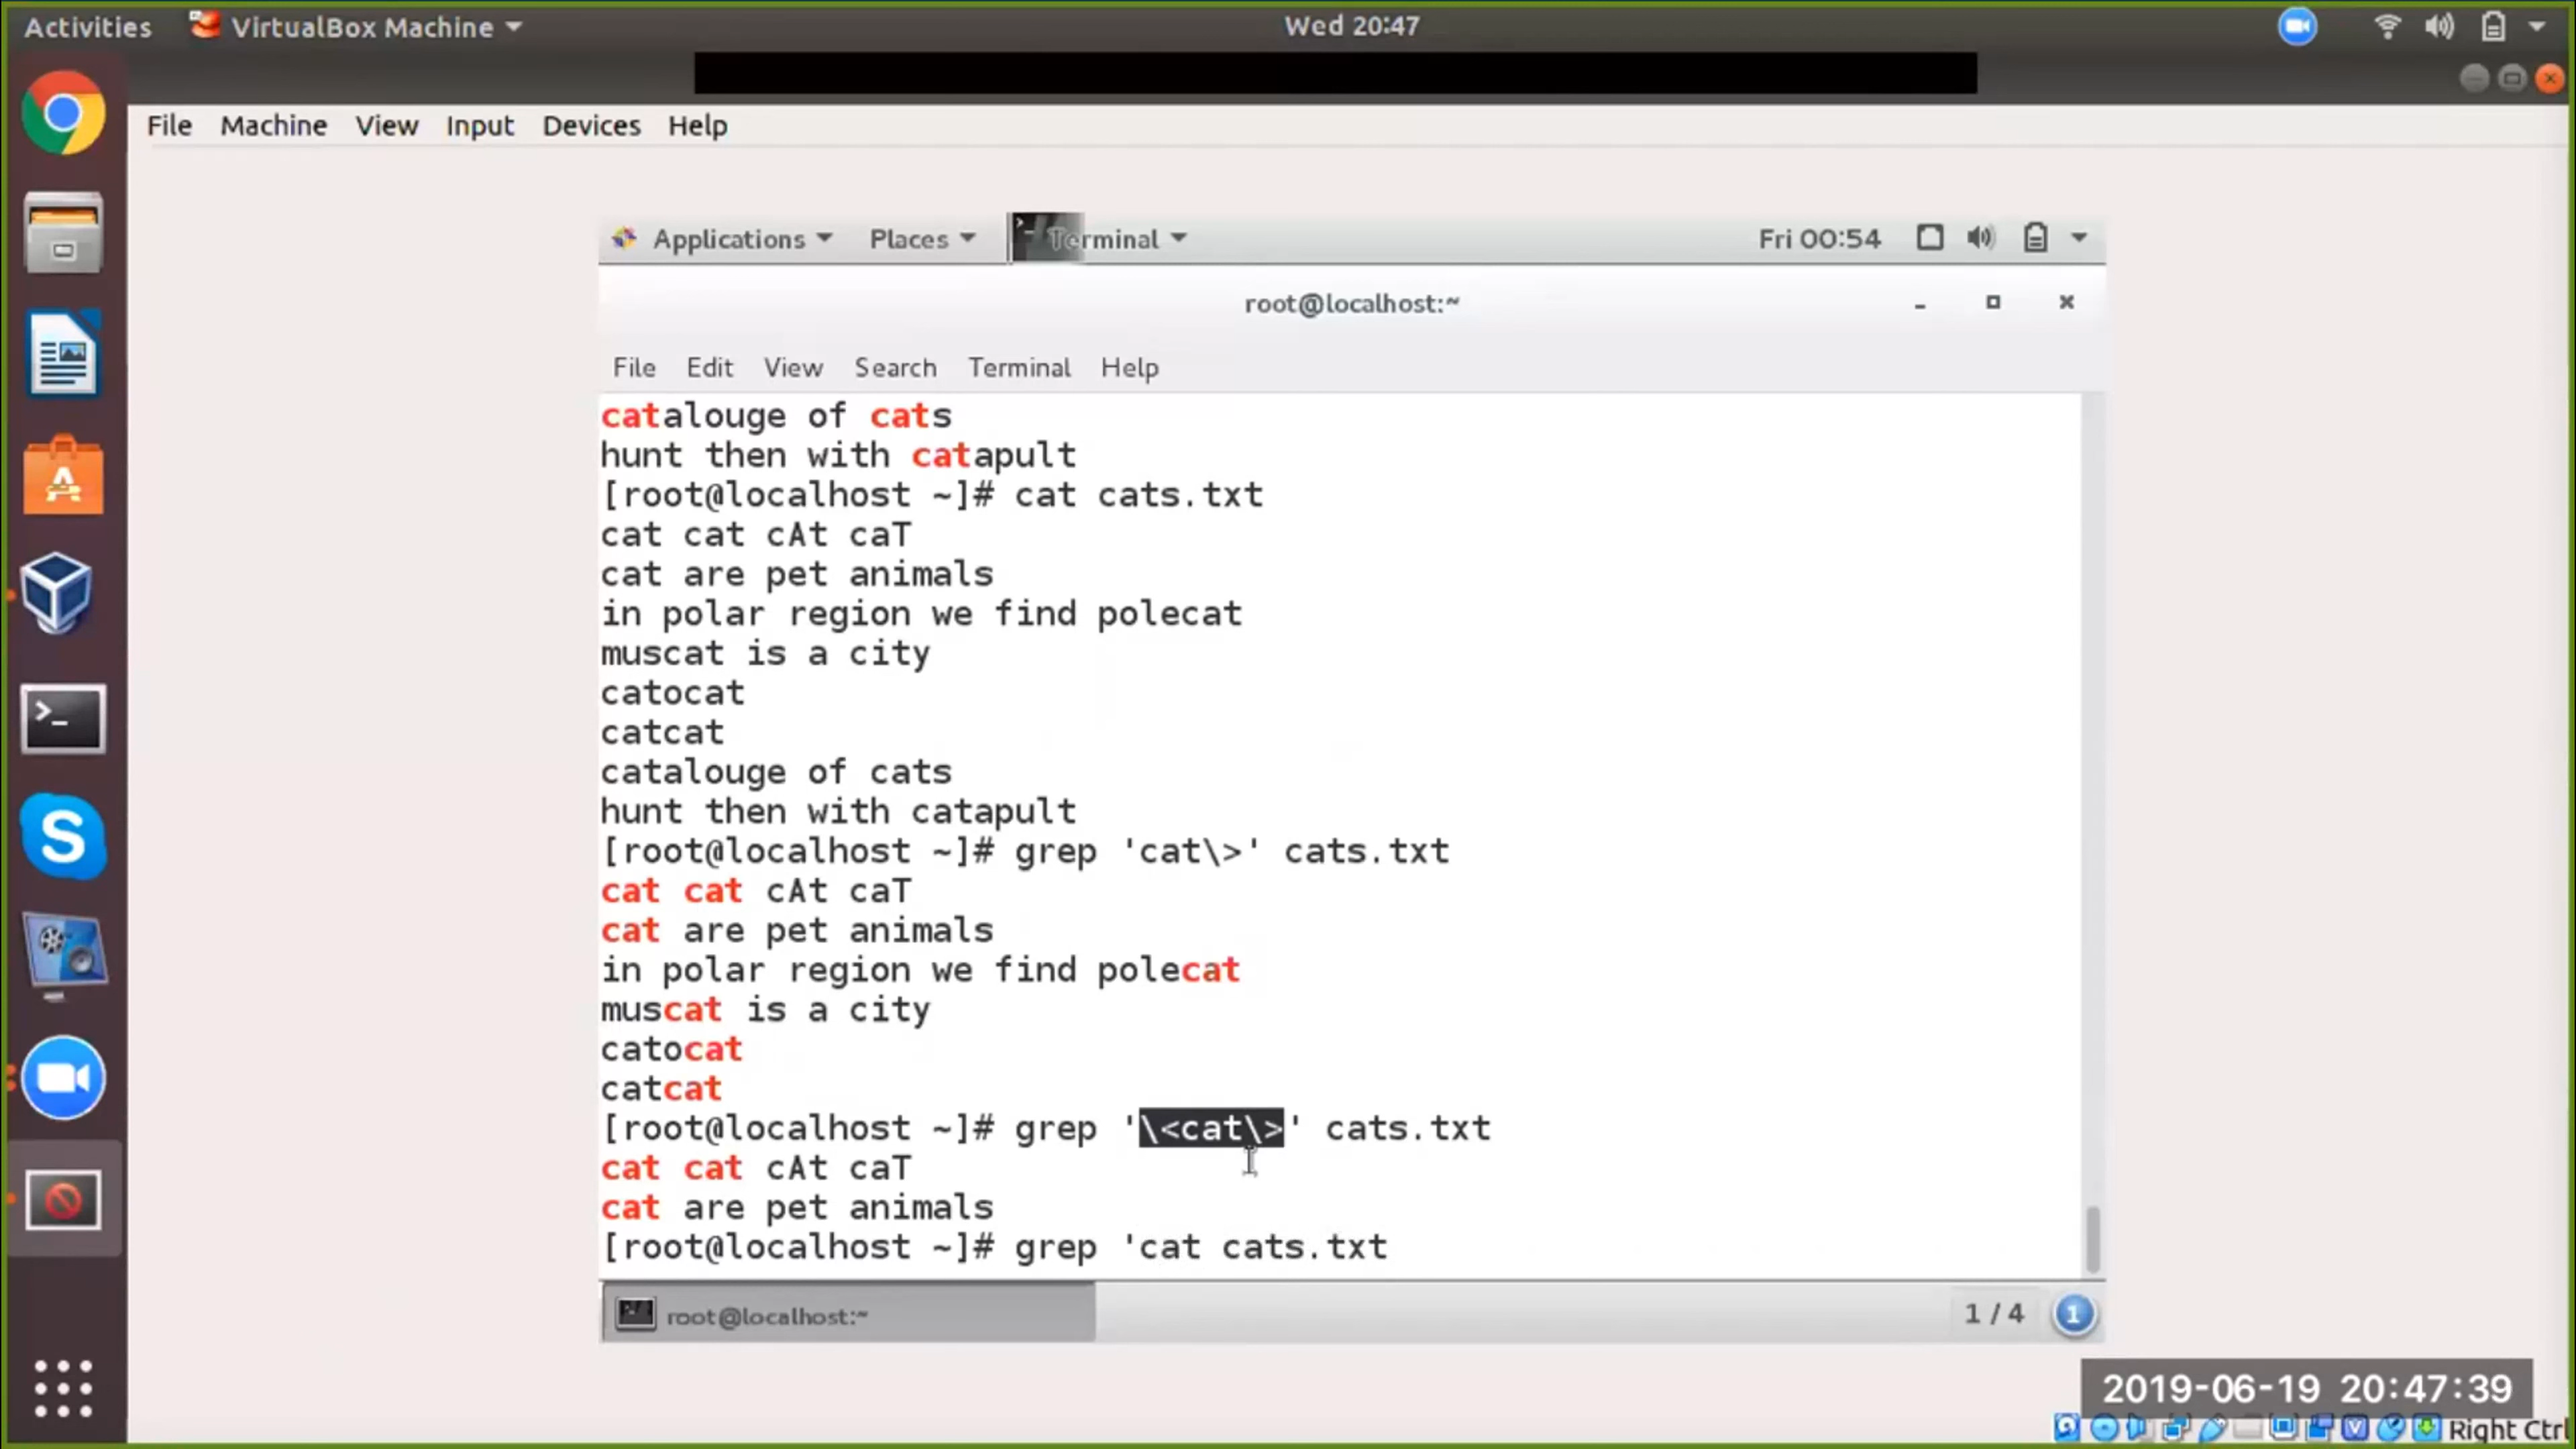 Activities VirtualBox Machine Wed 20:47
File Machine View Input Devices Help
Applications Places Terminal Fri 00:54
root@localhost:~
File Edit View Search Terminal Help
catalouge of cats
hunt then with catapult
[root@localhost ~]# cat cats.txt
cat cat cAt caT
cat are pet animals
in polar region we find polecat
muscat is a city
catocat
catcat
catalouge of cats
hunt then with catapult
[root@localhost ~]# grep 'cat\>' cats.txt
cat cat cAt caT
cat are pet animals
in polar region we find polecat
muscat is a city
catocat
catcat
[root@localhost ~]# grep '\<cat\>' cats.txt
cat cat cAt caT
cat are pet animals
[root@localhost ~]# grep 'cat cats.txt
root@localhost:~ 1 / 4 1
2019-06-19 20:47:39
Right Ctrl